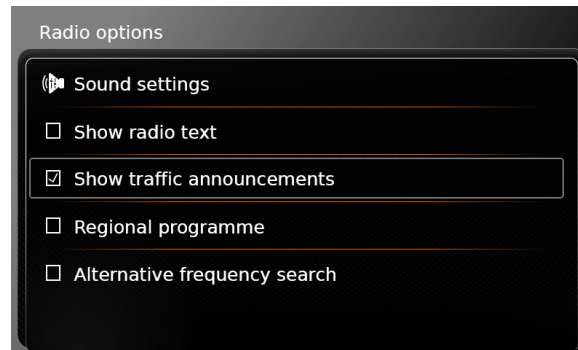 Radio options
Sound settings
Show radio text
Show traffic announcements
Regional programme
Alternative frequency search